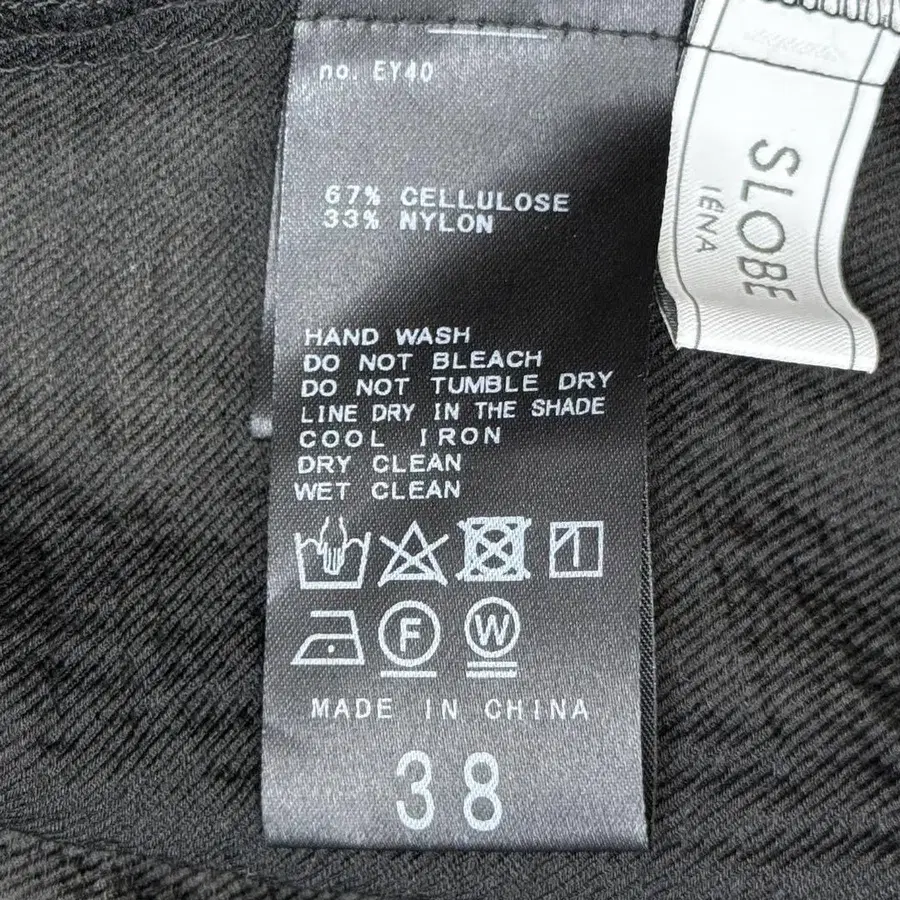 no. EY40
67% CELLULOSE
33% NYLON
HAND WASH
DO NOT BLEACH
DO NOT TUMBLE DRY
LINE DRY IN THE SHADE
COOL IRON
DRY CLEAN
WET CLEAN
F W
MADE IN CHINA
38
SLOBE
IENA